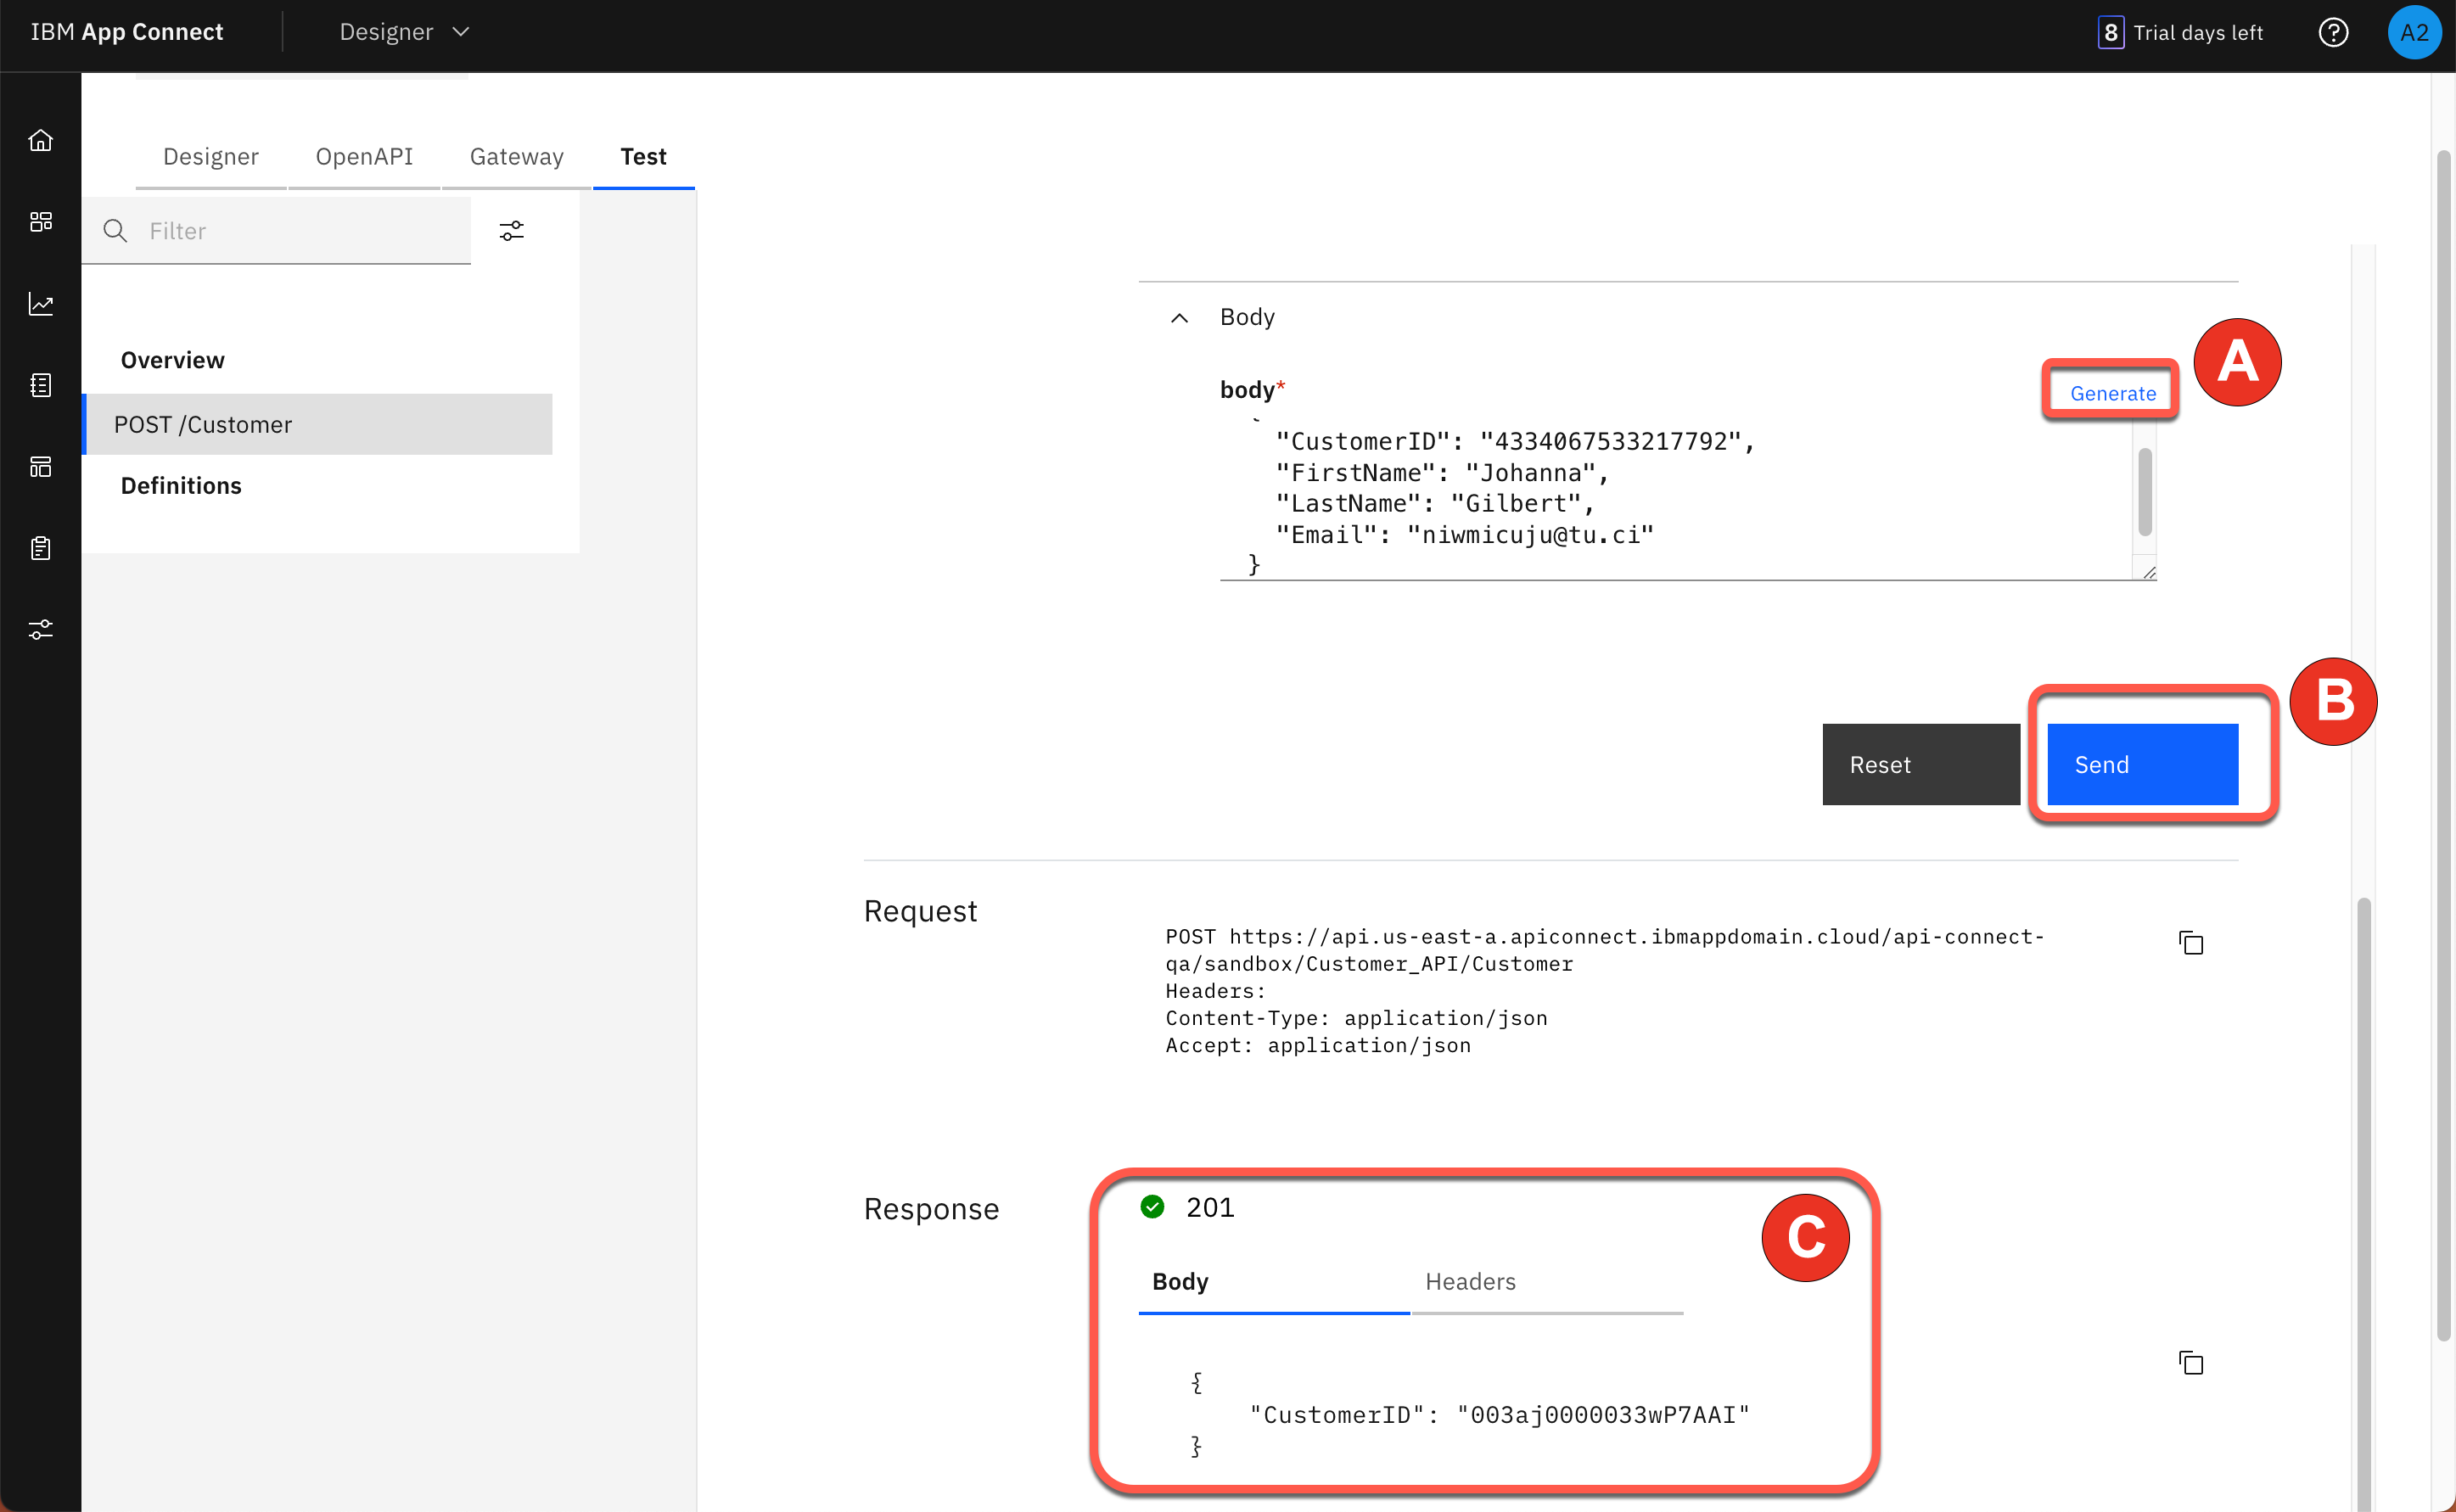 IBM App Connect
Designer
8 Trial days left
A2
Designer
OpenAPI
Gateway
Test
Filter
Overview
POST /Customer
Definitions
Body
body*
Generate
A
{
"CustomerID": "4334067533217792",
"FirstName": "Johanna",
"LastName": "Gilbert",
"Email": "niwmicuju@tu.ci"
}
Reset
Send
B
Request
POST https://api.us-east-a.apiconnect.ibmappdomain.cloud/api-connect-
qa/sandbox/Customer_API/Customer
Headers:
Content-Type: application/json
Accept: application/json
Response
201
C
Body
Headers
{
"CustomerID": "003aj0000033wP7AAI"
}